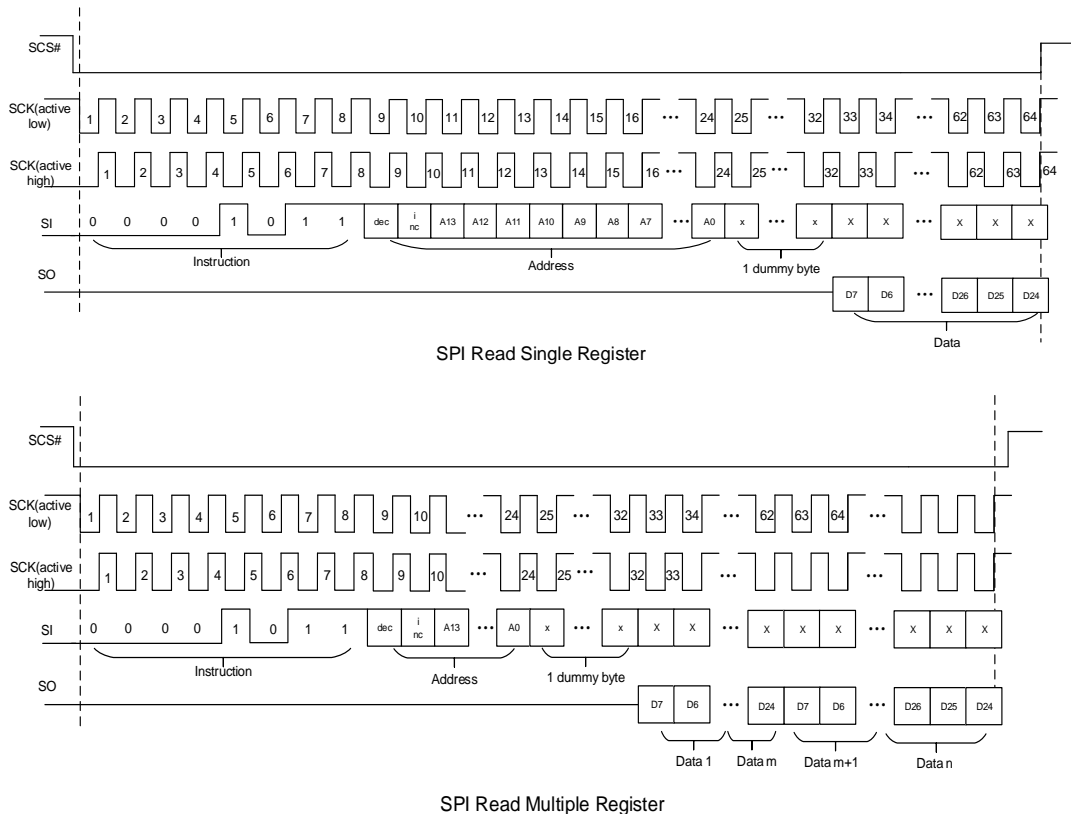 SCS#
SCK(active low)
1 2 3 4 5 6 7 8 9 10 11 12 13 14 15 16 ••• 24 25 ••• 32 33 34 ••• 62 63 64
SCK(active high)
1 2 3 4 5 6 7 8 9 10 11 12 13 14 15 16 ••• 24 25 ••• 32 33 ••• 62 63 64
SI
0 0 0 0 1 0 1 1 dec i nc A13 A12 A11 A10 A9 A8 A7 ••• A0 x ••• x X X ••• X X X
Instruction Address 1 dummy byte
SO
D7 D6 ••• D26 D25 D24
Data
SPI Read Single Register
SCS#
SCK(active low)
1 2 3 4 5 6 7 8 9 10 ••• 24 25 ••• 32 33 34 ••• 62 63 64 •••
SCK(active high)
1 2 3 4 5 6 7 8 9 10 ••• 24 25 ••• 32 33 ••• •••
SI
0 0 0 0 1 0 1 1 dec i nc A13 ••• A0 x ••• x X X ••• X X X ••• X X X
Instruction Address 1 dummy byte
SO
D7 D6 ••• D24 D7 D6 ••• D26 D25 D24
Data 1 Data m Data m+1 Data n
SPI Read Multiple Register